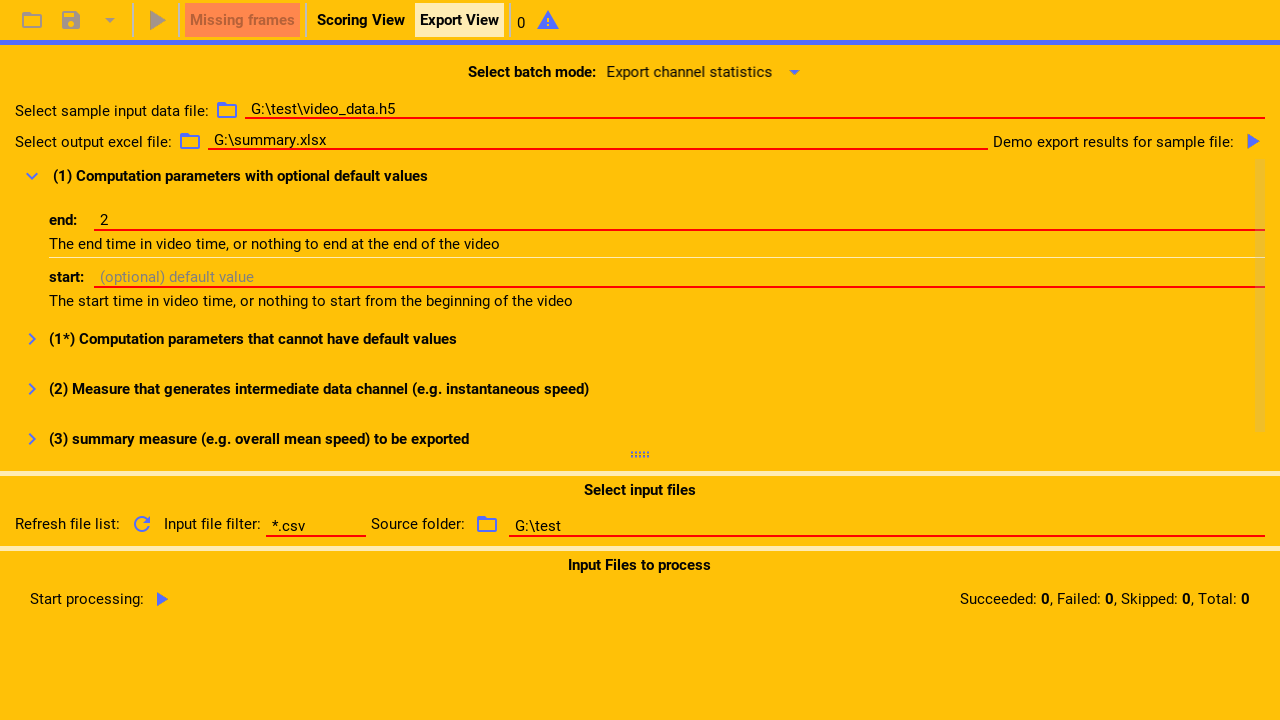 Missing frames Scoring View Export View 0
Select batch mode: Export channel statistics
Select sample input data file: G:\test\video_data.h5
Select output excel file: G:\summary.xlsx Demo export results for sample file:
(1) Computation parameters with optional default values
end: 2
The end time in video time, or nothing to end at the end of the video
start: (optional) default value
The start time in video time, or nothing to start from the beginning of the video
(1*) Computation parameters that cannot have default values
(2) Measure that generates intermediate data channel (e.g. instantaneous speed)
(3) summary measure (e.g. overall mean speed) to be exported
Select input files
Refresh file list: Input file filter: *.csv Source folder: G:\test
Input Files to process
Start processing: Succeeded: 0, Failed: 0, Skipped: 0, Total: 0